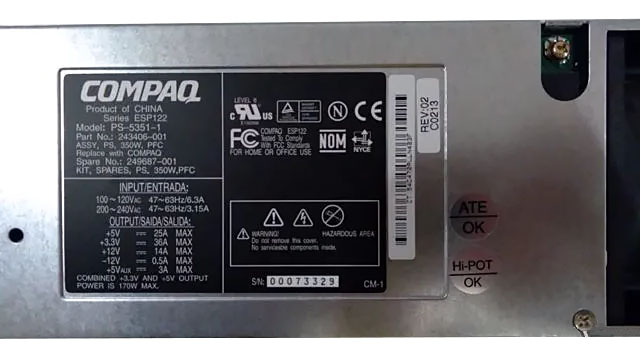 COMPAQ
Product of CHINA
Series ESP122
Model: PS-5351-1
Part No.: 243406-001
ASSY, PS, 350W, PFC
Replace with COMPAQ
Spare No.: 249687-001
KIT, SPARES, PS, 350W,PFC
INPUT/ENTRADA:
100~120VAC 47~63Hz/6.3A
200~240VAC 47~63Hz/3.15A
OUTPUT/SAIDA/SALIDA:
+5V 25A MAX
+3.3V 36A MAX
+12V 14A MAX
-12V 0.5A MAX
+5VAUX 3A MAX
COMBINED +3.3V AND +5V OUTPUT
POWER IS 170W MAX.
LEVEL 6
C UL US
N
CE
FC
COMPAQ ESP122
Tested To Comply
With FCC Standards
FOR HOME OR OFFICE USE
NOM
NYCE
WARNING!
Do not remove this cover.
No serviceable components inside.
HAZARDOUS AREA
SN: 00073329
CM-1
REV:02
C0213
ATE
OK
Hi-POT
OK